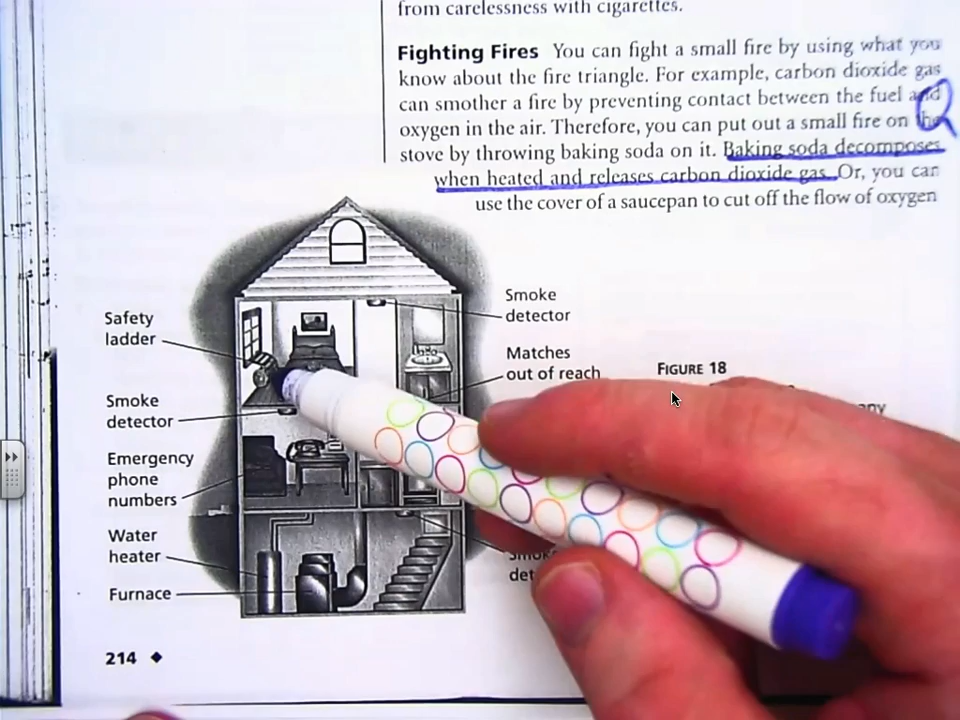 from carelessness with cigarettes.
Fighting Fires You can fight a small fire by using what you
know about the fire triangle. For example, carbon dioxide gas
can smother a fire by preventing contact between the fuel and
oxygen in the air. Therefore, you can put out a small fire on the
stove by throwing baking soda on it. Baking soda decomposes
when heated and releases carbon dioxide gas. Or, you can
use the cover of a saucepan to cut off the flow of oxygen
Smoke
detector
Safety
ladder
Matches
out of reach
FIGURE 18
Smoke
detector
Emergency
phone
numbers
Water
heater
Furnace
214